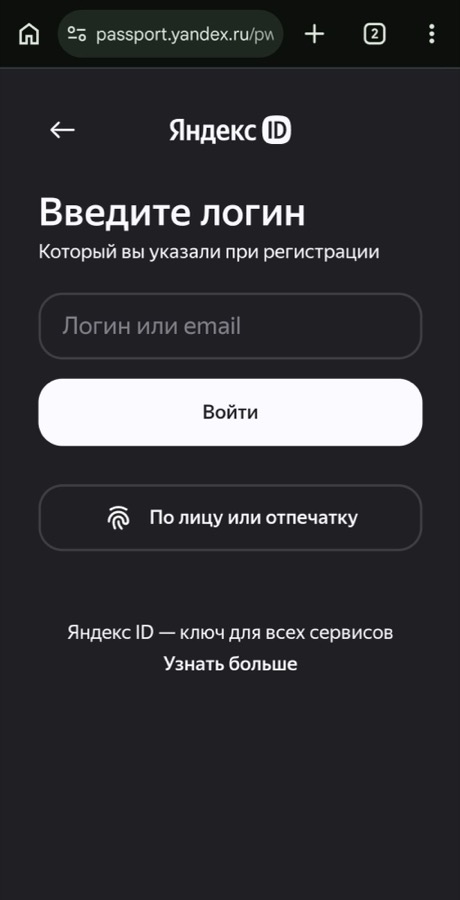 passport.yandex.ru/pw
2
Яндекс ID
Введите логин
Который вы указали при регистрации
Логин или email
Войти
По лицу или отпечатку
Яндекс ID — ключ для всех сервисов
Узнать больше